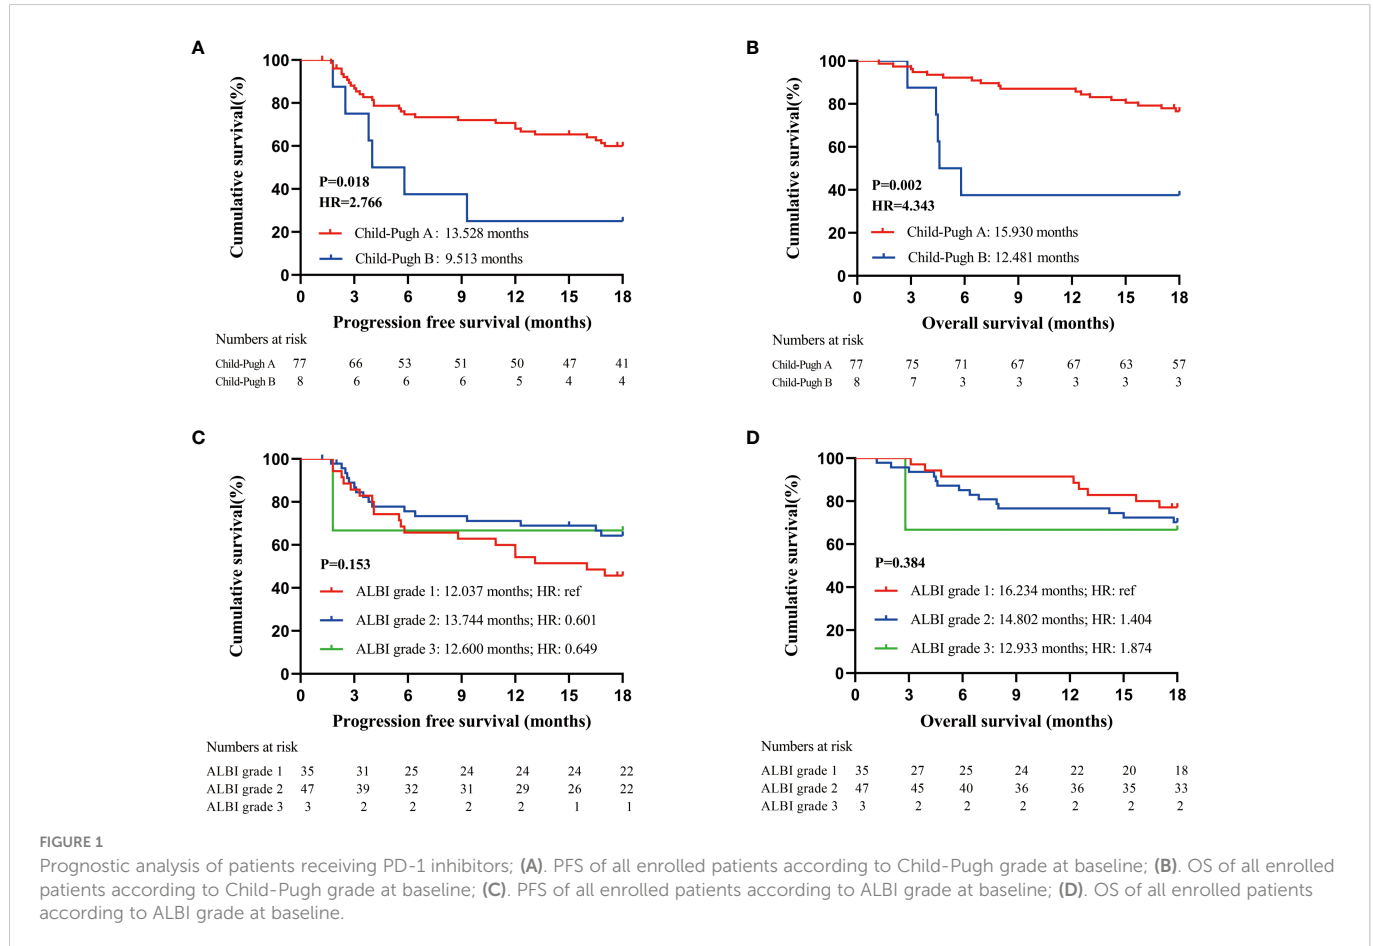 A
Cumulative survival(%)
100
80
60
40
20
0
P=0.018
HR=2.766
Child-Pugh A : 13.528 months
Child-Pugh B : 9.513 months
0 3 6 9 12 15 18
Progression free survival (months)
Numbers at risk
Child-Pugh A 77 66 53 51 50 47 41
Child-Pugh B 8 6 6 6 5 4 4
B
Cumulative survival(%)
100
80
60
40
20
0
P=0.002
HR=4.343
Child-Pugh A: 15.930 months
Child-Pugh B: 12.481 months
0 3 6 9 12 15 18
Overall survival (months)
Numbers at risk
Child-Pugh A 77 75 71 67 67 63 57
Child-Pugh B 8 7 3 3 3 3 3
C
Cumulative survival(%)
100
80
60
40
20
0
P=0.153
ALBI grade 1: 12.037 months; HR: ref
ALBI grade 2: 13.744 months; HR: 0.601
ALBI grade 3: 12.600 months; HR: 0.649
0 3 6 9 12 15 18
Progression free survival (months)
Numbers at risk
ALBI grade 1 35 31 25 24 24 24 22
ALBI grade 2 47 39 32 31 29 26 22
ALBI grade 3 3 2 2 2 2 1 1
D
Cumulative survival(%)
100
80
60
40
20
0
P=0.384
ALBI grade 1: 16.234 months; HR: ref
ALBI grade 2: 14.802 months; HR: 1.404
ALBI grade 3: 12.933 months; HR: 1.874
0 3 6 9 12 15 18
Overall survival (months)
Numbers at risk
ALBI grade 1 35 27 25 24 22 20 18
ALBI grade 2 47 45 40 36 36 35 33
ALBI grade 3 3 2 2 2 2 2 2
FIGURE 1
Prognostic analysis of patients receiving PD-1 inhibitors; (A). PFS of all enrolled patients according to Child-Pugh grade at baseline; (B). OS of all enrolled
patients according to Child-Pugh grade at baseline; (C). PFS of all enrolled patients according to ALBI grade at baseline; (D). OS of all enrolled patients
according to ALBI grade at baseline.